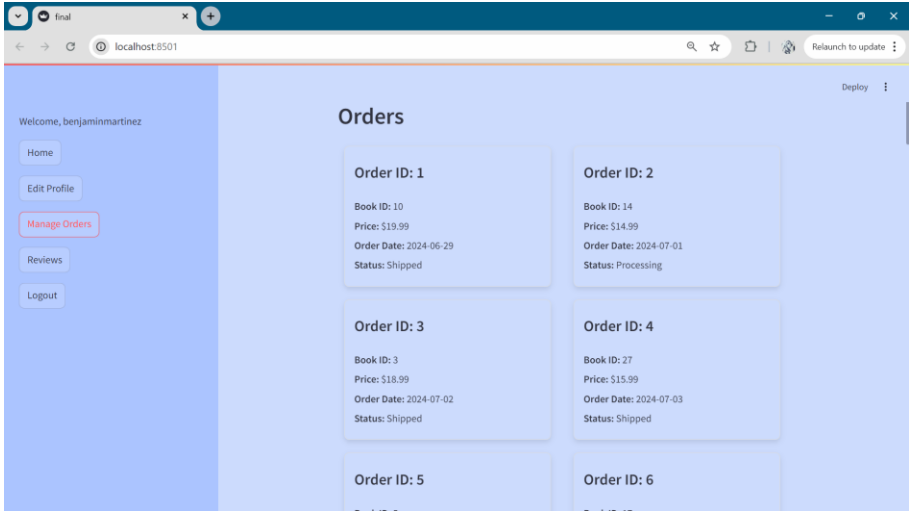 final
localhost:8501
Relaunch to update
Deploy
Welcome, benjaminmartinez
Home
Edit Profile
Manage Orders
Reviews
Logout
Orders
Order ID: 1
Book ID: 10
Price: $19.99
Order Date: 2024-06-29
Status: Shipped
Order ID: 2
Book ID: 14
Price: $14.99
Order Date: 2024-07-01
Status: Processing
Order ID: 3
Book ID: 3
Price: $18.99
Order Date: 2024-07-02
Status: Shipped
Order ID: 4
Book ID: 27
Price: $15.99
Order Date: 2024-07-03
Status: Shipped
Order ID: 5
Order ID: 6